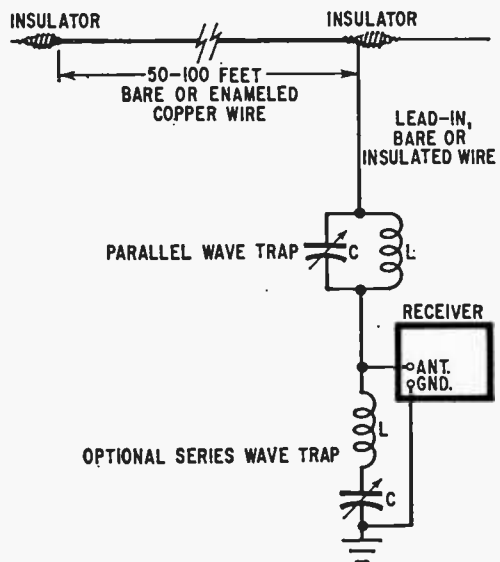 INSULATOR
INSULATOR
50-100 FEET
BARE OR ENAMELED
COPPER WIRE
LEAD-IN,
BARE OR
INSULATED WIRE
PARALLEL WAVE TRAP
C
L
RECEIVER
ANT.
GND.
L
OPTIONAL SERIES WAVE TRAP
C